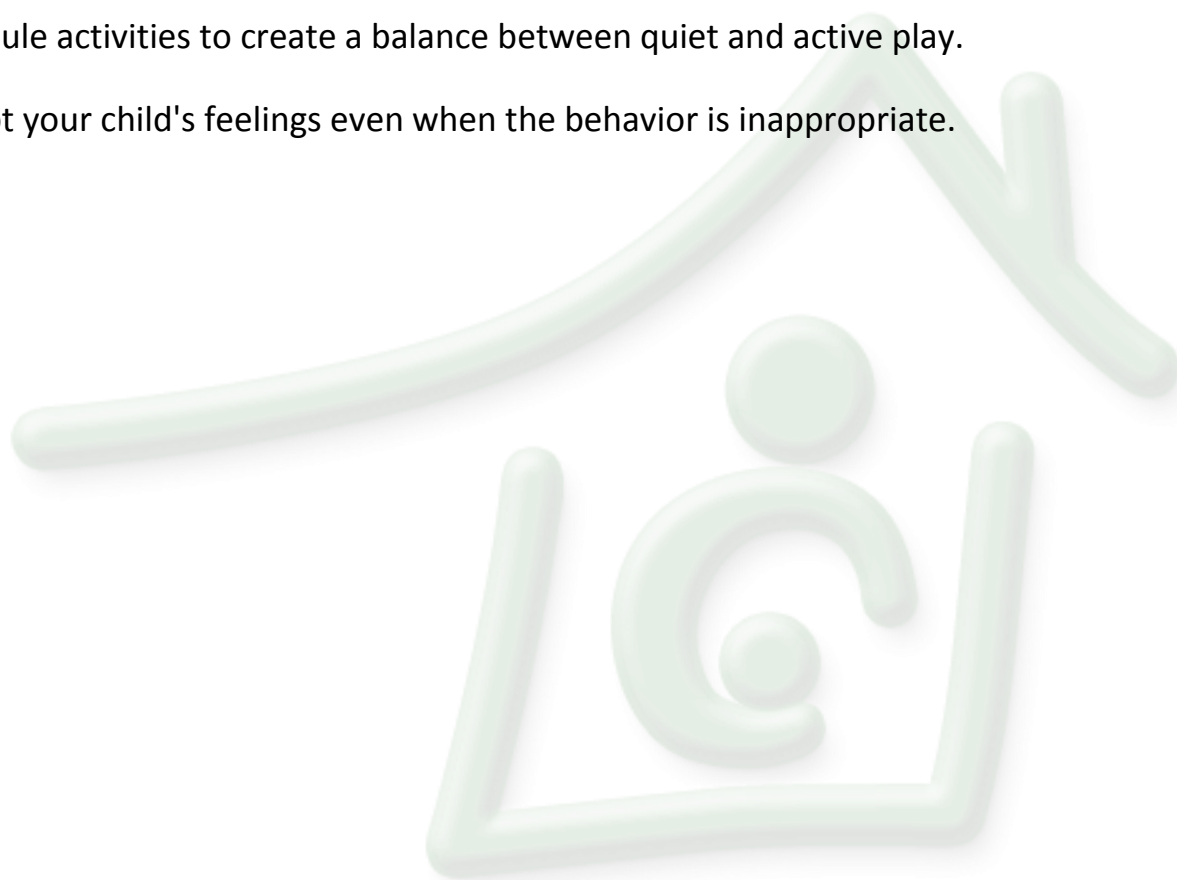 ule activities to create a balance between quiet and active play.
t your child's feelings even when the behavior is inappropriate.